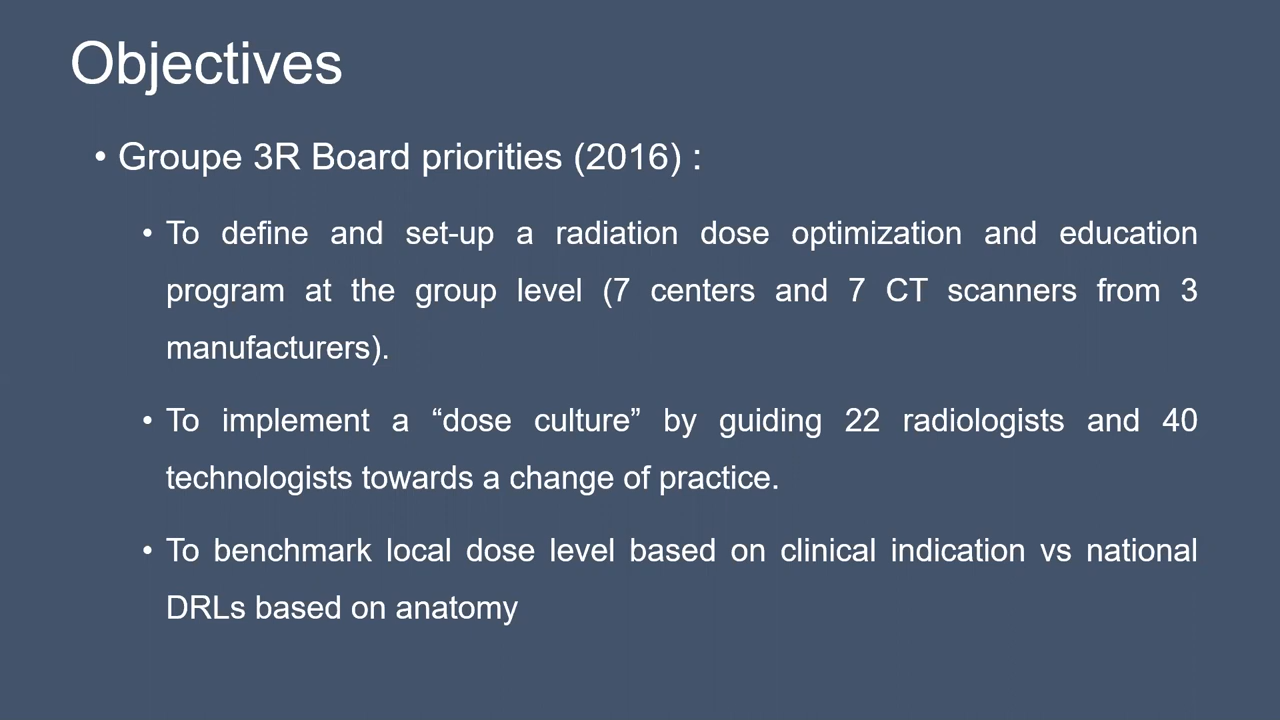 Objectives
• Groupe 3R Board priorities (2016) :
• To define and set-up a radiation dose optimization and education
program at the group level (7 centers and 7 CT scanners from 3
manufacturers).
• To implement a “dose culture” by guiding 22 radiologists and 40
technologists towards a change of practice.
• To benchmark local dose level based on clinical indication vs national
DRLs based on anatomy